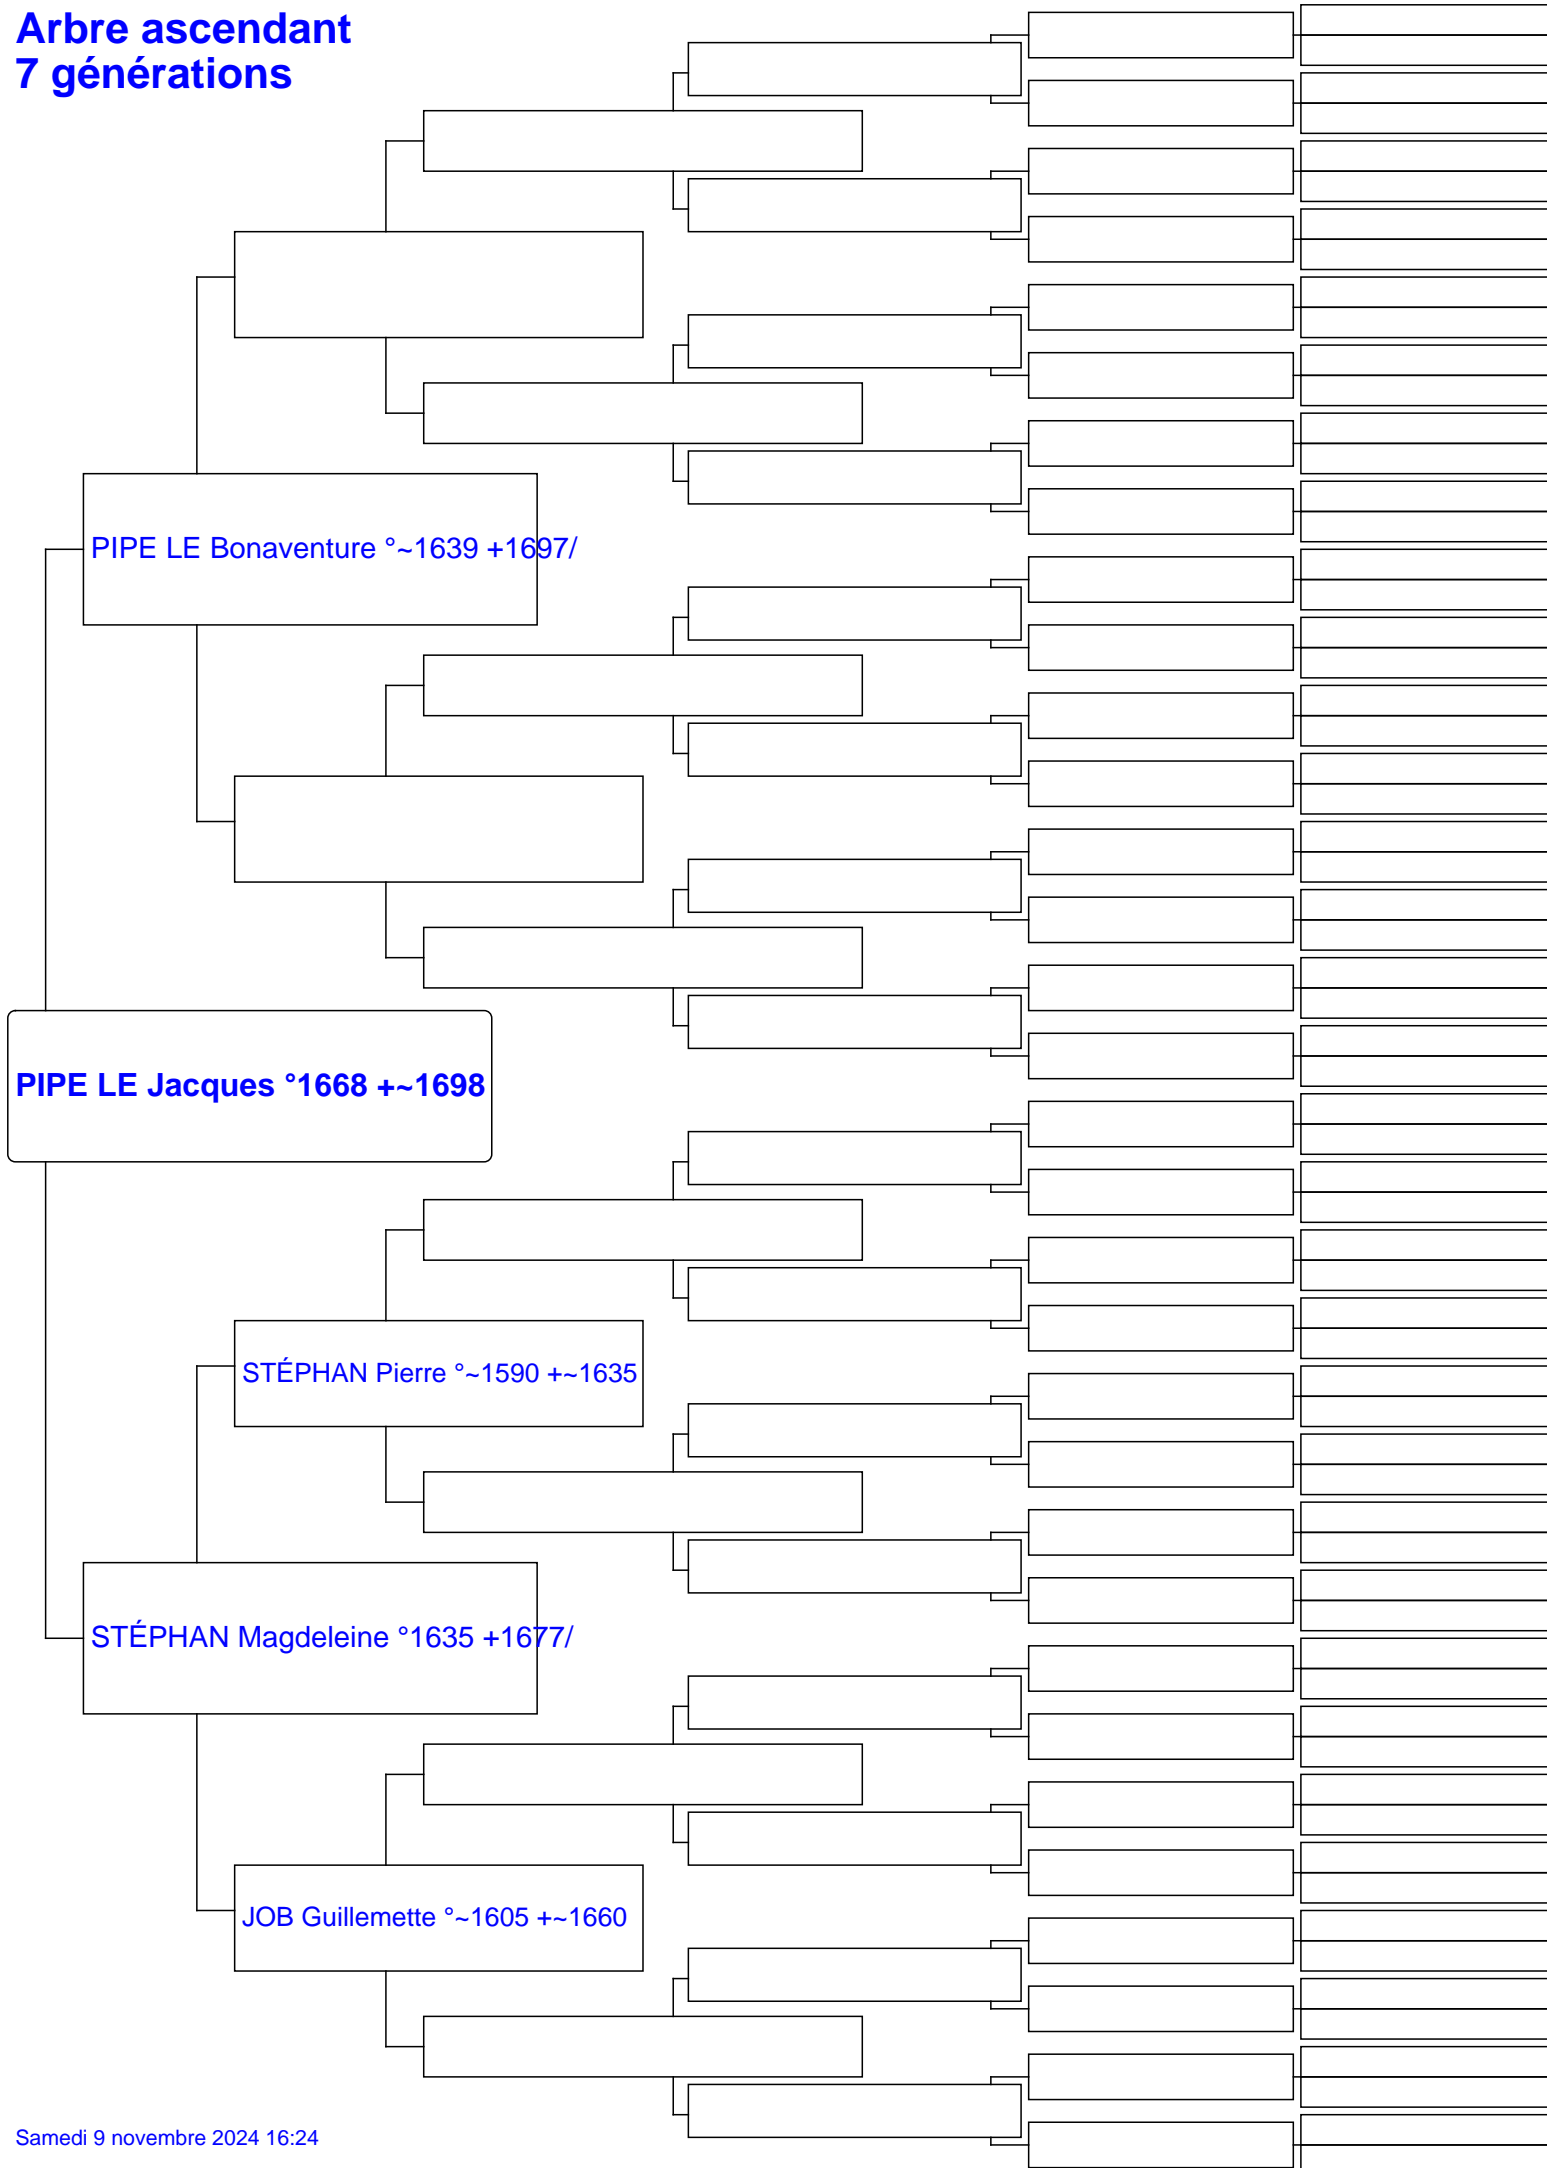 Arbre ascendant
7 générations
PIPE LE Bonaventure °~1639 +1697/
PIPE LE Jacques °1668 +~1698
STÉPHAN Pierre °~1590 +~1635
STÉPHAN Magdeleine °1635 +1677/
JOB Guillemette °~1605 +~1660
Samedi 9 novembre 2024 16:24